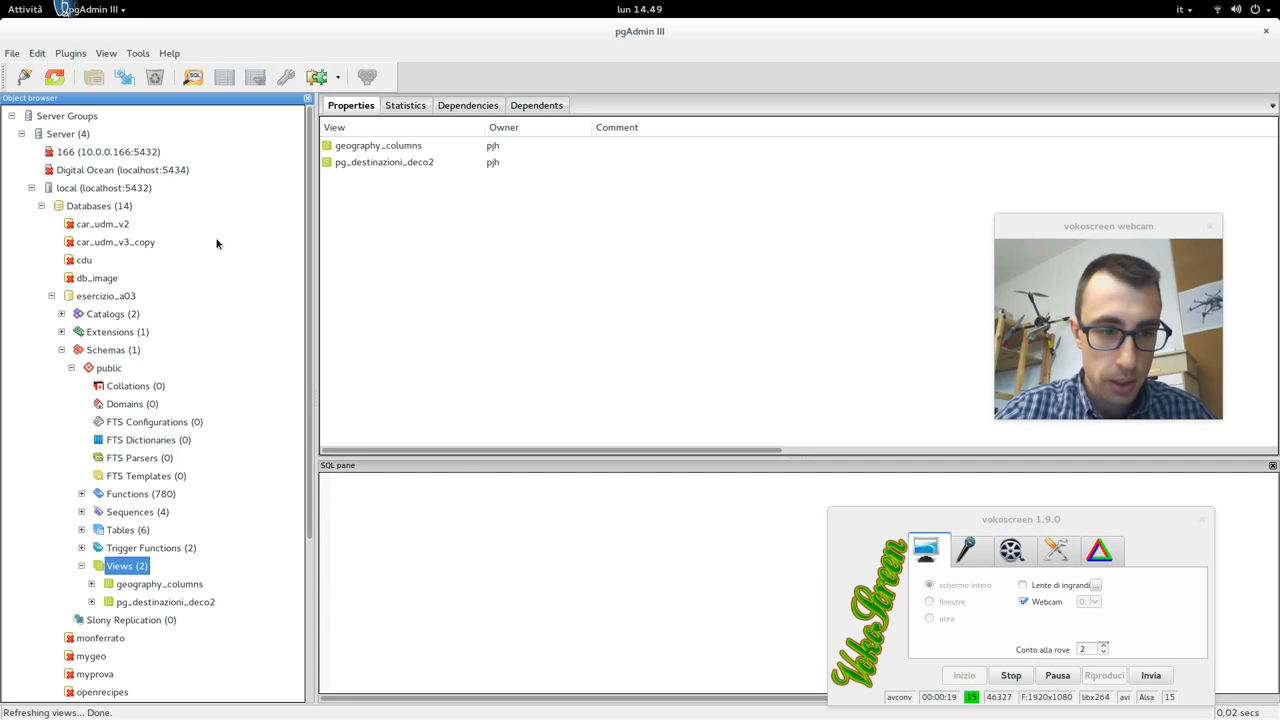 Attività
pgAdmin III
lun 14.49
it
pgAdmin III
File Edit Plugins View Tools Help
Object browser
Server Groups
Server (4)
166 (10.0.0.166:5432)
Digital Ocean (localhost:5434)
local (localhost:5432)
Databases (14)
car_udm_v2
car_udm_v3_copy
cdu
db_image
esercizio_a03
Catalogs (2)
Extensions (1)
Schemas (1)
public
Collations (0)
Domains (0)
FTS Configurations (0)
FTS Dictionaries (0)
FTS Parsers (0)
FTS Templates (0)
Functions (780)
Sequences (4)
Tables (6)
Trigger Functions (2)
Views (2)
geography_columns
pg_destinazioni_deco2
Slony Replication (0)
monferrato
mygeo
myprova
openrecipes
Refreshing views... Done.
Properties Statistics Dependencies Dependents
View Owner Comment
geography_columns pjh
pg_destinazioni_deco2 pjh
SQL
SQL pane
vokoscreen webcam
vokoscreen 1.9.0
VokoScreen
schermo intero
finestre
area
Lente di ingrandi ...
Webcam 0
Conto alla rove 2
inizio Stop Pausa Riproduci Invia
avconv 00:00:19 15 46327 F:1920x1080 libx264 avi Alsa 15
0,02 secs